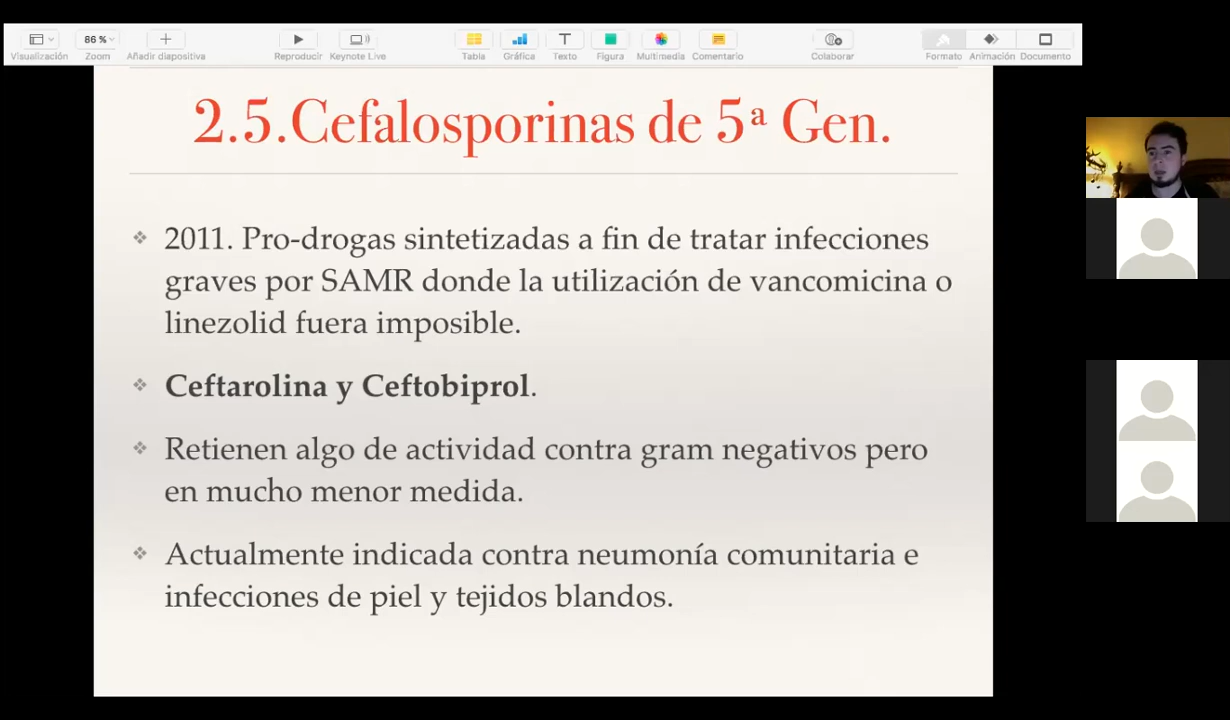 86 %
Visualización Zoom Añadir diapositiva Reproducir Keynote Live Tabla Gráfica Texto Figura Multimedia Comentario Colaborar Formato Animación Documento
2.5.Cefalosporinas de 5ª Gen.
❖ 2011. Pro-drogas sintetizadas a fin de tratar infecciones
graves por SAMR donde la utilización de vancomicina o
linezolid fuera imposible.
❖ Ceftarolina y Ceftobiprol.
❖ Retienen algo de actividad contra gram negativos pero
en mucho menor medida.
❖ Actualmente indicada contra neumonía comunitaria e
infecciones de piel y tejidos blandos.